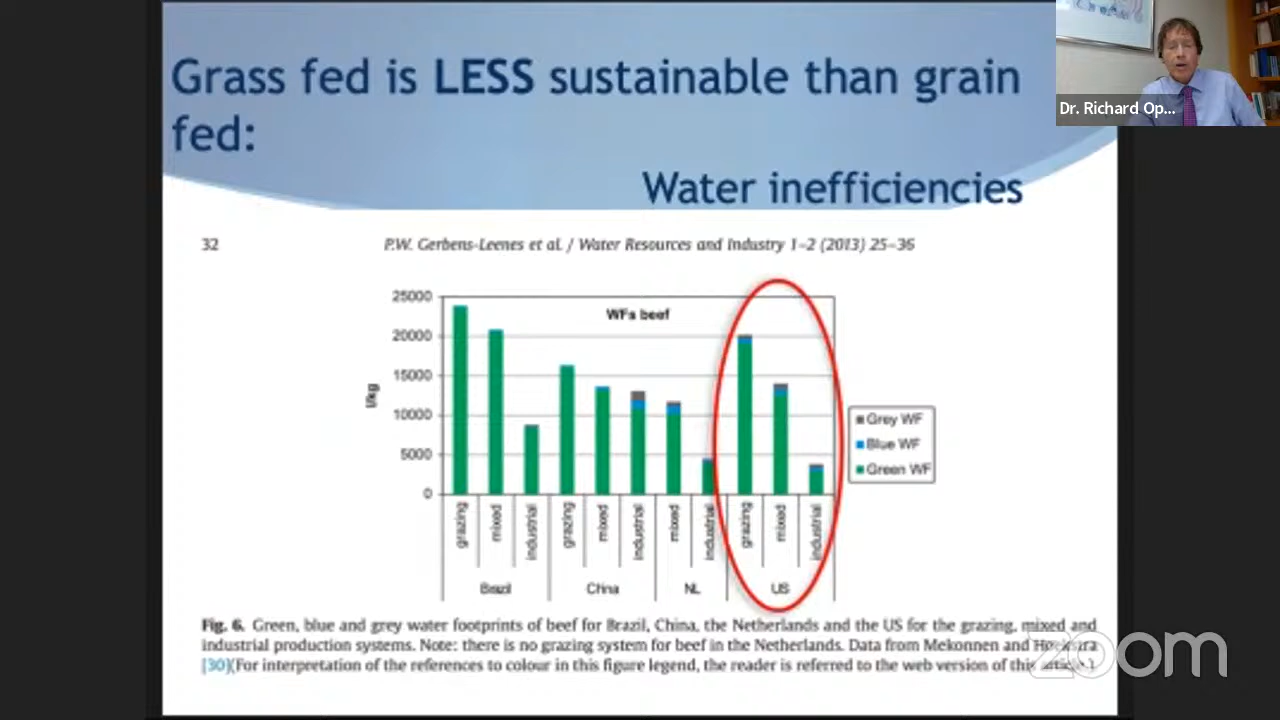 Grass fed is LESS sustainable than grain
fed:
Water inefficiencies
Dr. Richard Op...
32 P.W. Gerbens-Leenes et al. / Water Resources and Industry 1–2 (2013) 25–36
WFs beef
25000
20000
15000
10000
5000
0
l/kg
Grey WF
Blue WF
Green WF
grazing mixed industrial grazing mixed industrial mixed industrial grazing mixed industrial
Brazil China NL US
Fig. 6. Green, blue and grey water footprints of beef for Brazil, China, the Netherlands and the US for the grazing, mixed and
industrial production systems. Note: there is no grazing system for beef in the Netherlands. Data from Mekonnen and Hoekstra
[30](For interpretation of the references to colour in this figure legend, the reader is referred to the web version of this article.)
zoom